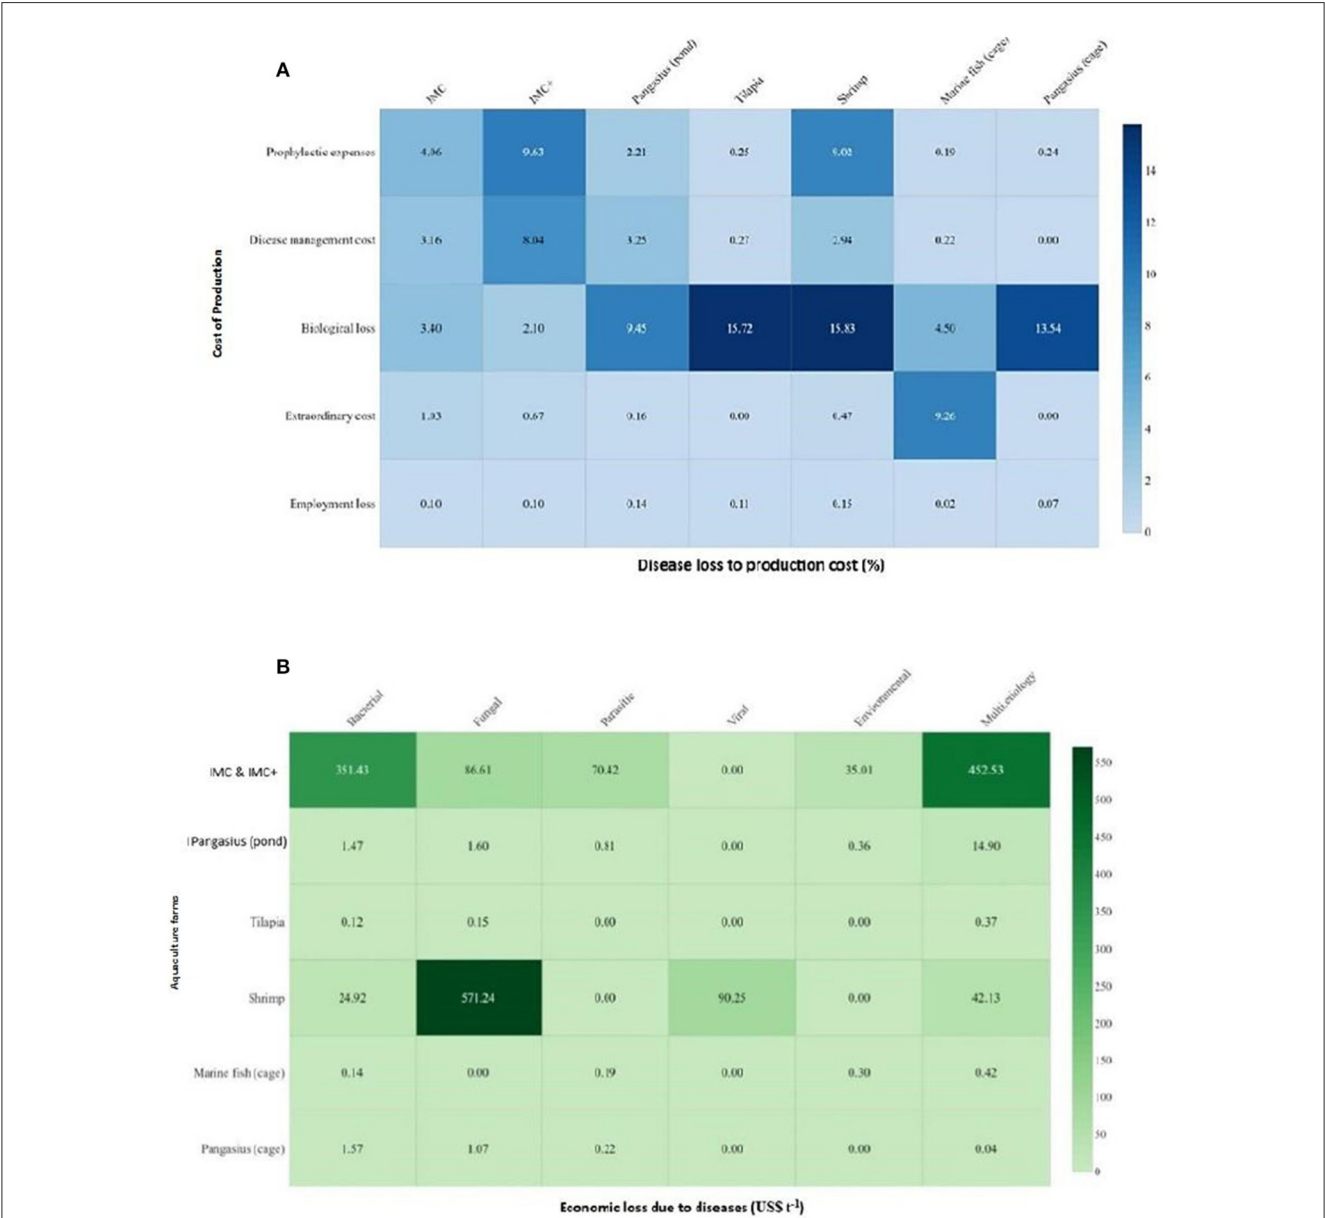 A
IMC
IMC+
Pangasius (pond)
Tilapia
Shrimp
Marine fish (cage)
Pangasius (cage)
Prophylactic expenses 4.06 9.63 2.21 0.25 9.02 0.19 0.24
Disease management cost 3.16 8.04 3.25 0.27 2.94 0.22 0.00
Biological loss 3.40 2.10 9.45 15.72 15.83 4.50 13.54
Extraordinary cost 1.03 0.67 0.16 0.00 0.47 9.26 0.00
Employment loss 0.10 0.10 0.14 0.11 0.15 0.02 0.07
Cost of Production
14
12
10
8
6
4
2
0
Disease loss to production cost (%)
B
Bacterial
Fungal
Parasitic
Viral
Environmental
Multi etiology
IMC & IMC+ 351.43 86.61 70.42 0.00 35.01 452.53
Pangasius (pond) 1.47 1.60 0.81 0.00 0.36 14.90
Tilapia 0.12 0.15 0.00 0.00 0.00 0.37
Shrimp 24.92 571.24 0.00 90.25 0.00 42.13
Marine fish (cage) 0.14 0.00 0.19 0.00 0.30 0.42
Pangasius (cage) 1.57 1.07 0.22 0.00 0.00 0.04
Aquaculture farms
550
500
450
400
350
300
250
200
150
100
50
0
Economic loss due to diseases (US$ t-1)